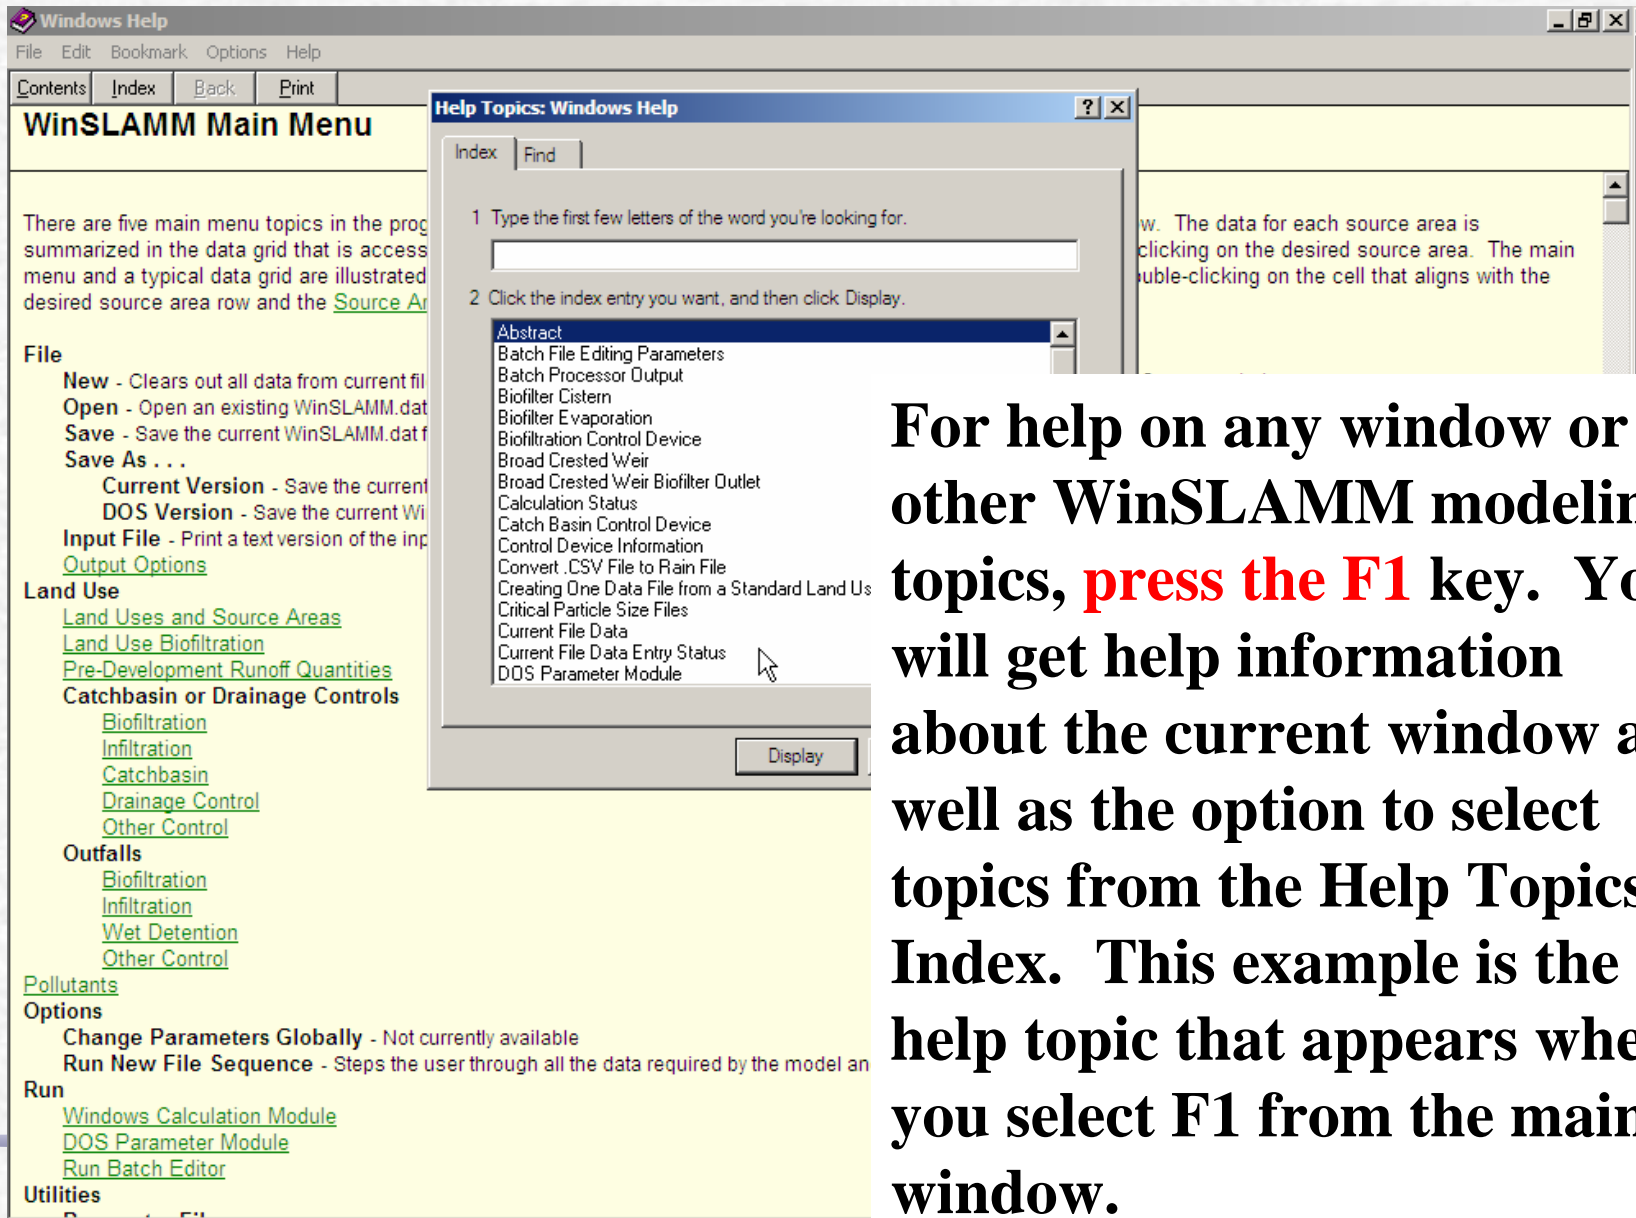 Windows Help
File Edit Bookmark Options Help
Contents Index Back Print
WinSLAMM Main Menu
There are five main menu topics in the prog
w. The data for each source area is
summarized in the data grid that is access
clicking on the desired source area. The main
menu and a typical data grid are illustrated
uble-clicking on the cell that aligns with the
desired source area row and the Source Ar
File
New - Clears out all data from current fil
Open - Open an existing WinSLAMM.dat
Save - Save the current WinSLAMM.dat f
Save As . . .
Current Version - Save the current
DOS Version - Save the current Wi
Input File - Print a text version of the inp
Output Options
Land Use
Land Uses and Source Areas
Land Use Biofiltration
Pre-Development Runoff Quantities
Catchbasin or Drainage Controls
Biofiltration
Infiltration
Catchbasin
Drainage Control
Other Control
Outfalls
Biofiltration
Infiltration
Wet Detention
Other Control
Pollutants
Options
Change Parameters Globally - Not currently available
Run New File Sequence - Steps the user through all the data required by the model an
Run
Windows Calculation Module
DOS Parameter Module
Run Batch Editor
Utilities
Help Topics: Windows Help
Index Find
1 Type the first few letters of the word you're looking for.
2 Click the index entry you want, and then click Display.
Abstract
Batch File Editing Parameters
Batch Processor Output
Biofilter Cistern
Biofilter Evaporation
Biofiltration Control Device
Broad Crested Weir
Broad Crested Weir Biofilter Outlet
Calculation Status
Catch Basin Control Device
Control Device Information
Convert .CSV File to Rain File
Creating One Data File from a Standard Land Us
Critical Particle Size Files
Current File Data
Current File Data Entry Status
DOS Parameter Module
Display
For help on any window or
other WinSLAMM modelin
topics, press the F1 key. Yo
will get help information
about the current window a
well as the option to select
topics from the Help Topics
Index. This example is the
help topic that appears whe
you select F1 from the main
window.